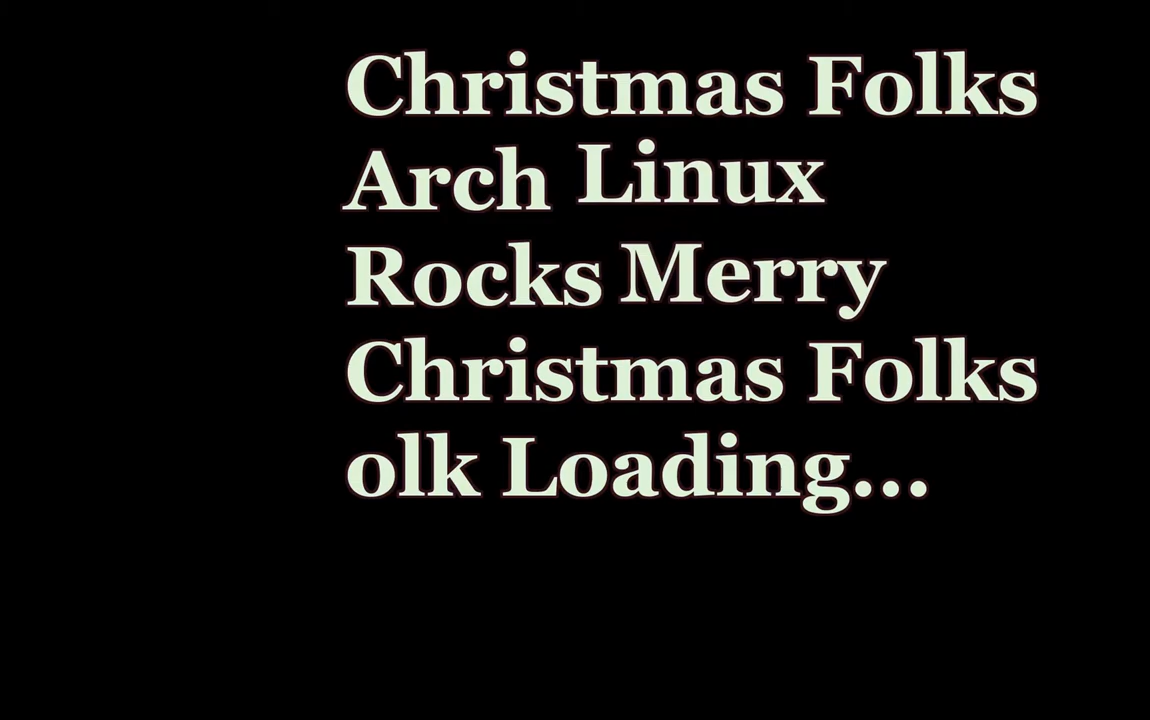 Christmas Folks
Arch Linux
Rocks Merry
Christmas Folks
olk Loading...